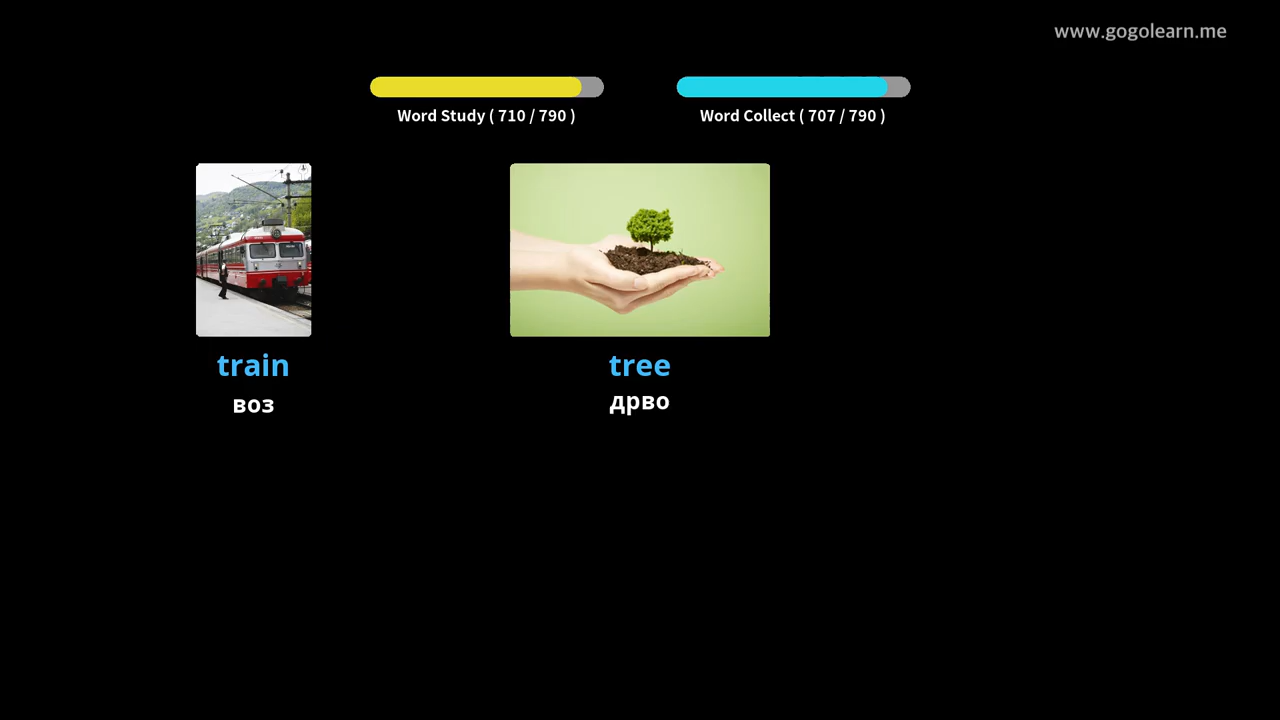 www.gogolearn.me
Word Study ( 710 / 790 )
Word Collect ( 707 / 790 )
train
воз
tree
дрво